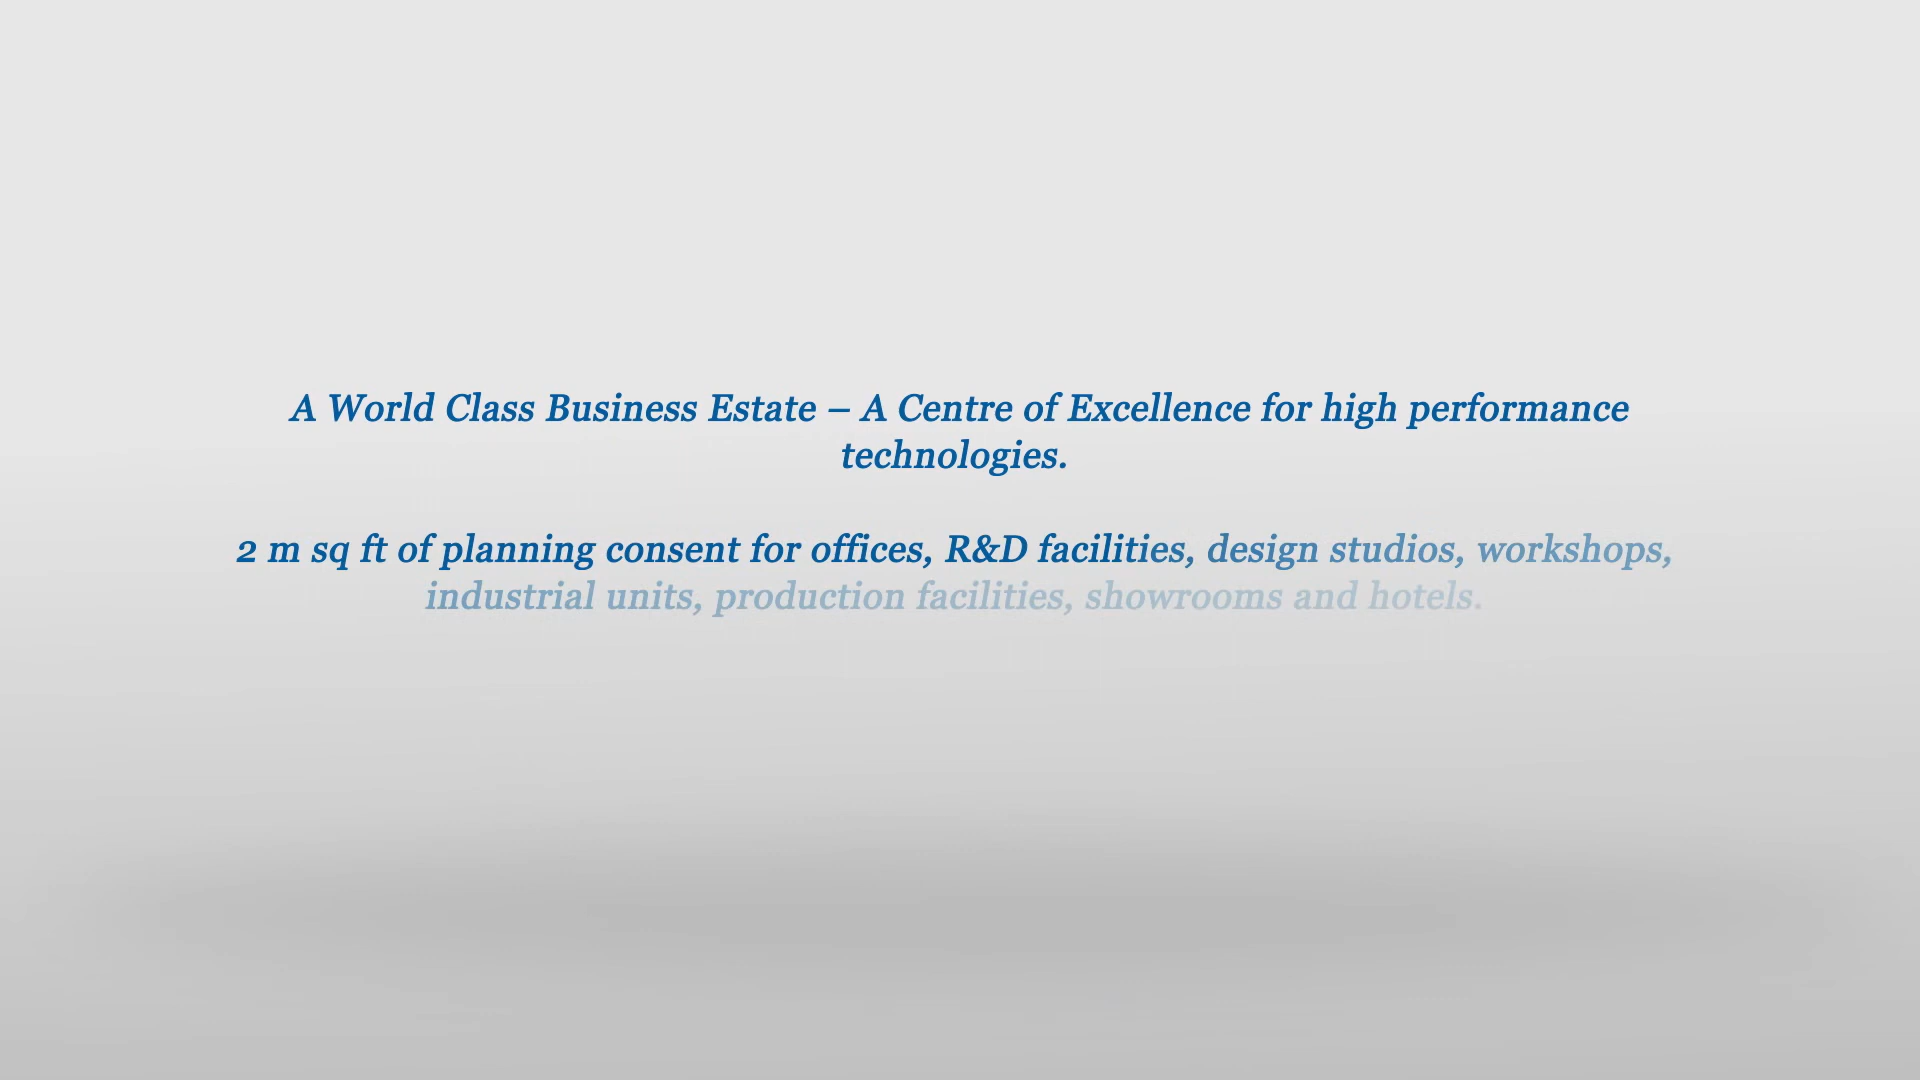 A World Class Business Estate – A Centre of Excellence for high performance
technologies.
2 m sq ft of planning consent for offices, R&D facilities, design studios, workshops,
industrial units, production facilities, showrooms and hotels.